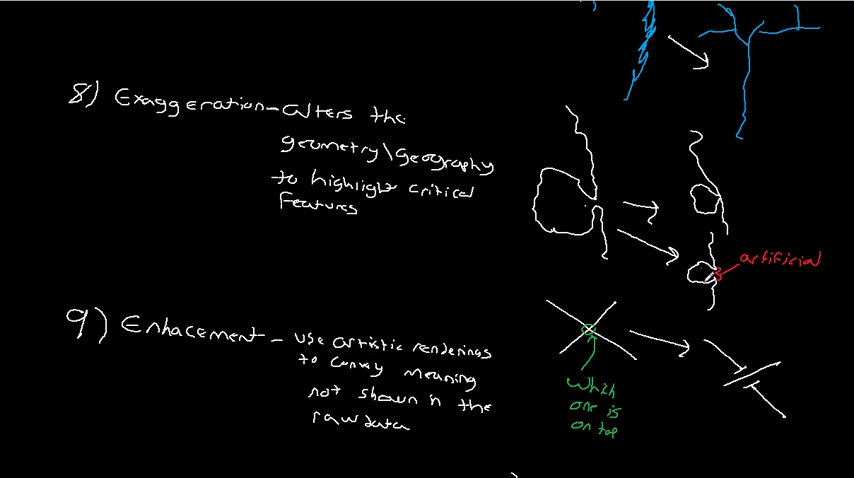 8) Exaggeration - alters the
geometry\geography
to highlight critical
features
artificial
9) Enhacement - use artistic renderings
to convey meaning
not shown in the
raw data
which
one is
on top